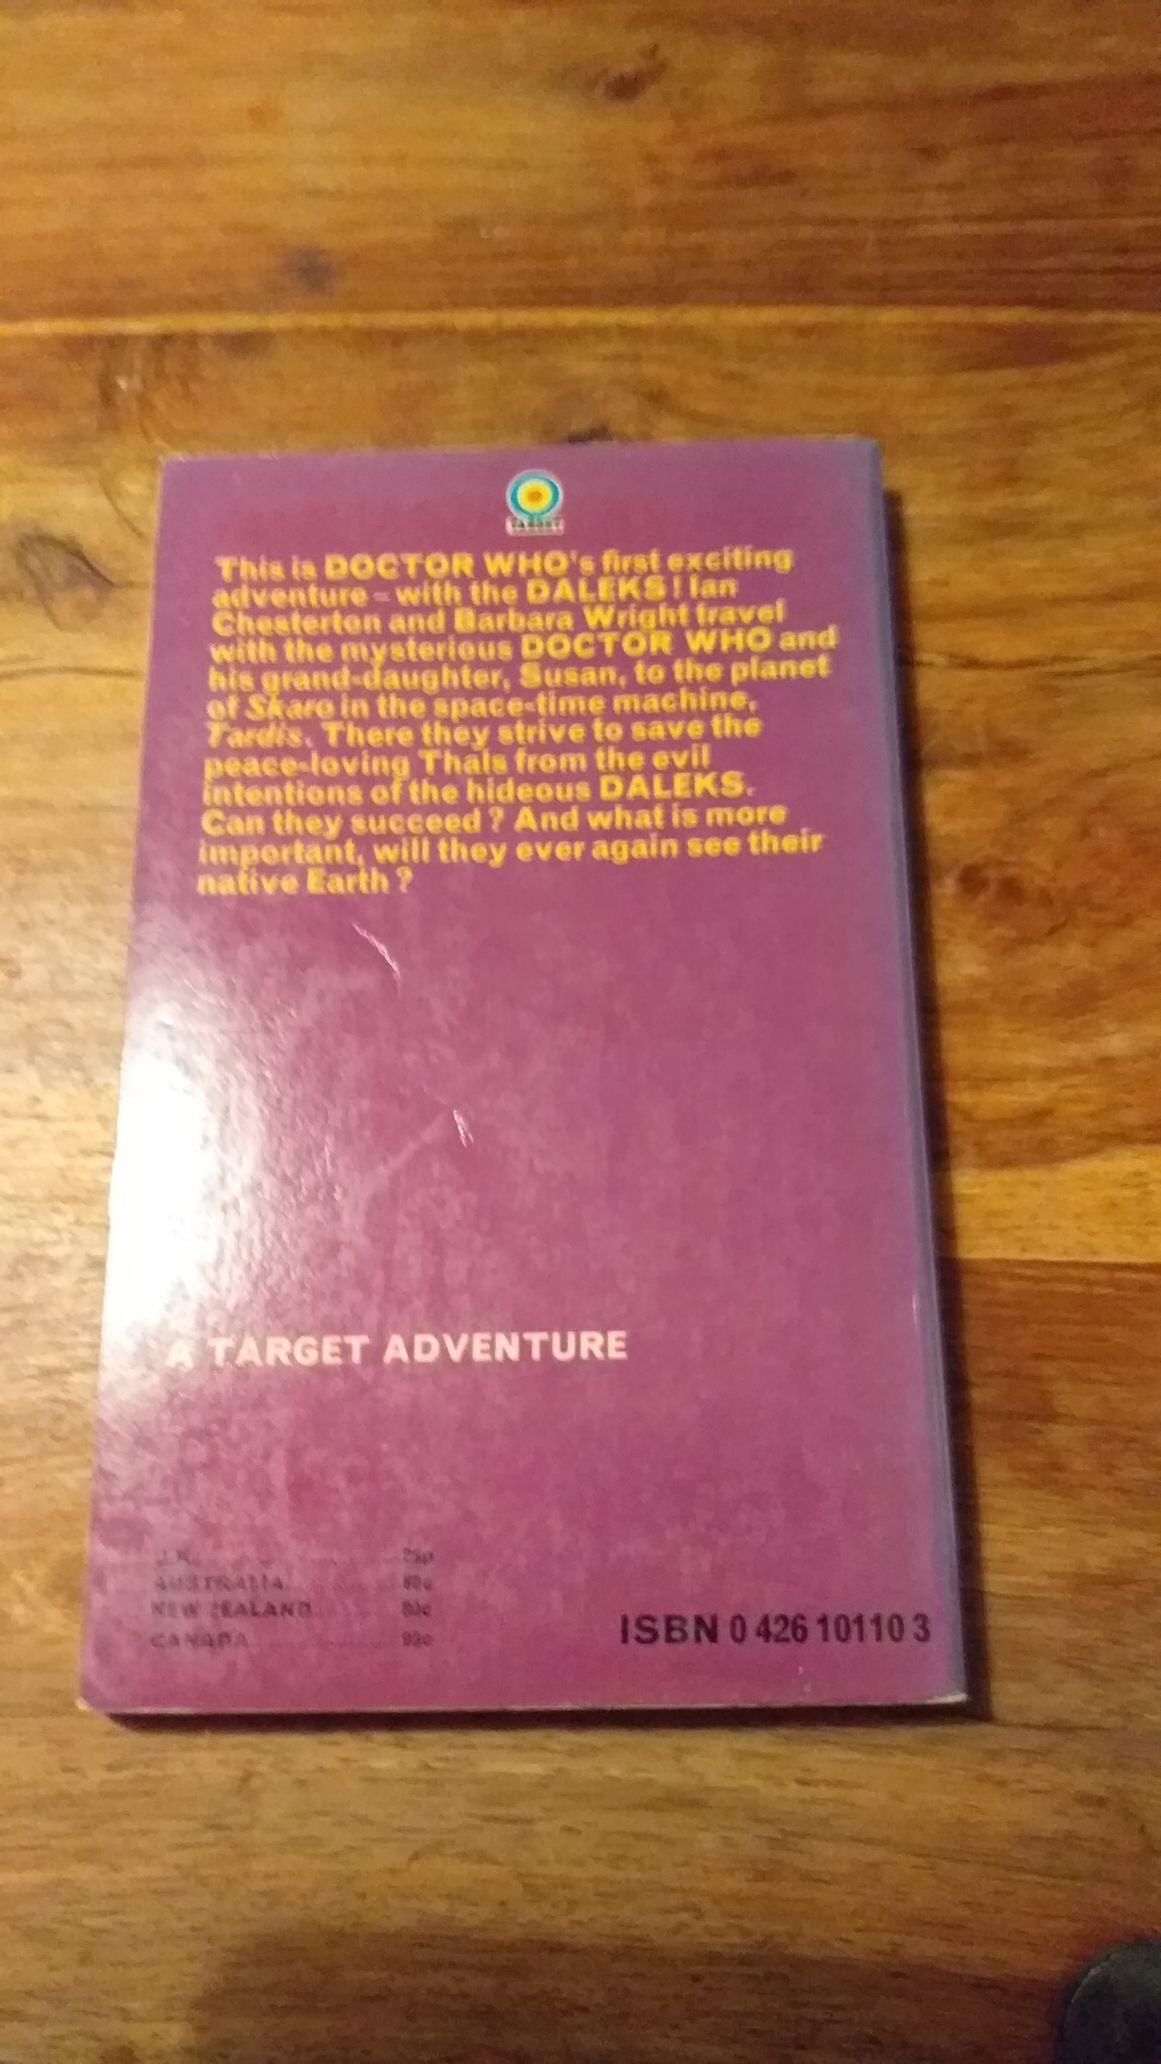 TARGET
This is DOCTOR WHO's first exciting
adventure – with the DALEKS! Ian
Chesterton and Barbara Wright travel
with the mysterious DOCTOR WHO and
his grand-daughter, Susan, to the planet
of Skaro in the space-time machine,
Tardis. There they strive to save the
peace-loving Thals from the evil
intentions of the hideous DALEKS.
Can they succeed? And what is more
important, will they ever again see their
native Earth?
A TARGET ADVENTURE
U.K. 25p
AUSTRALIA
NEW ZEALAND
CANADA
ISBN 0 426 10110 3